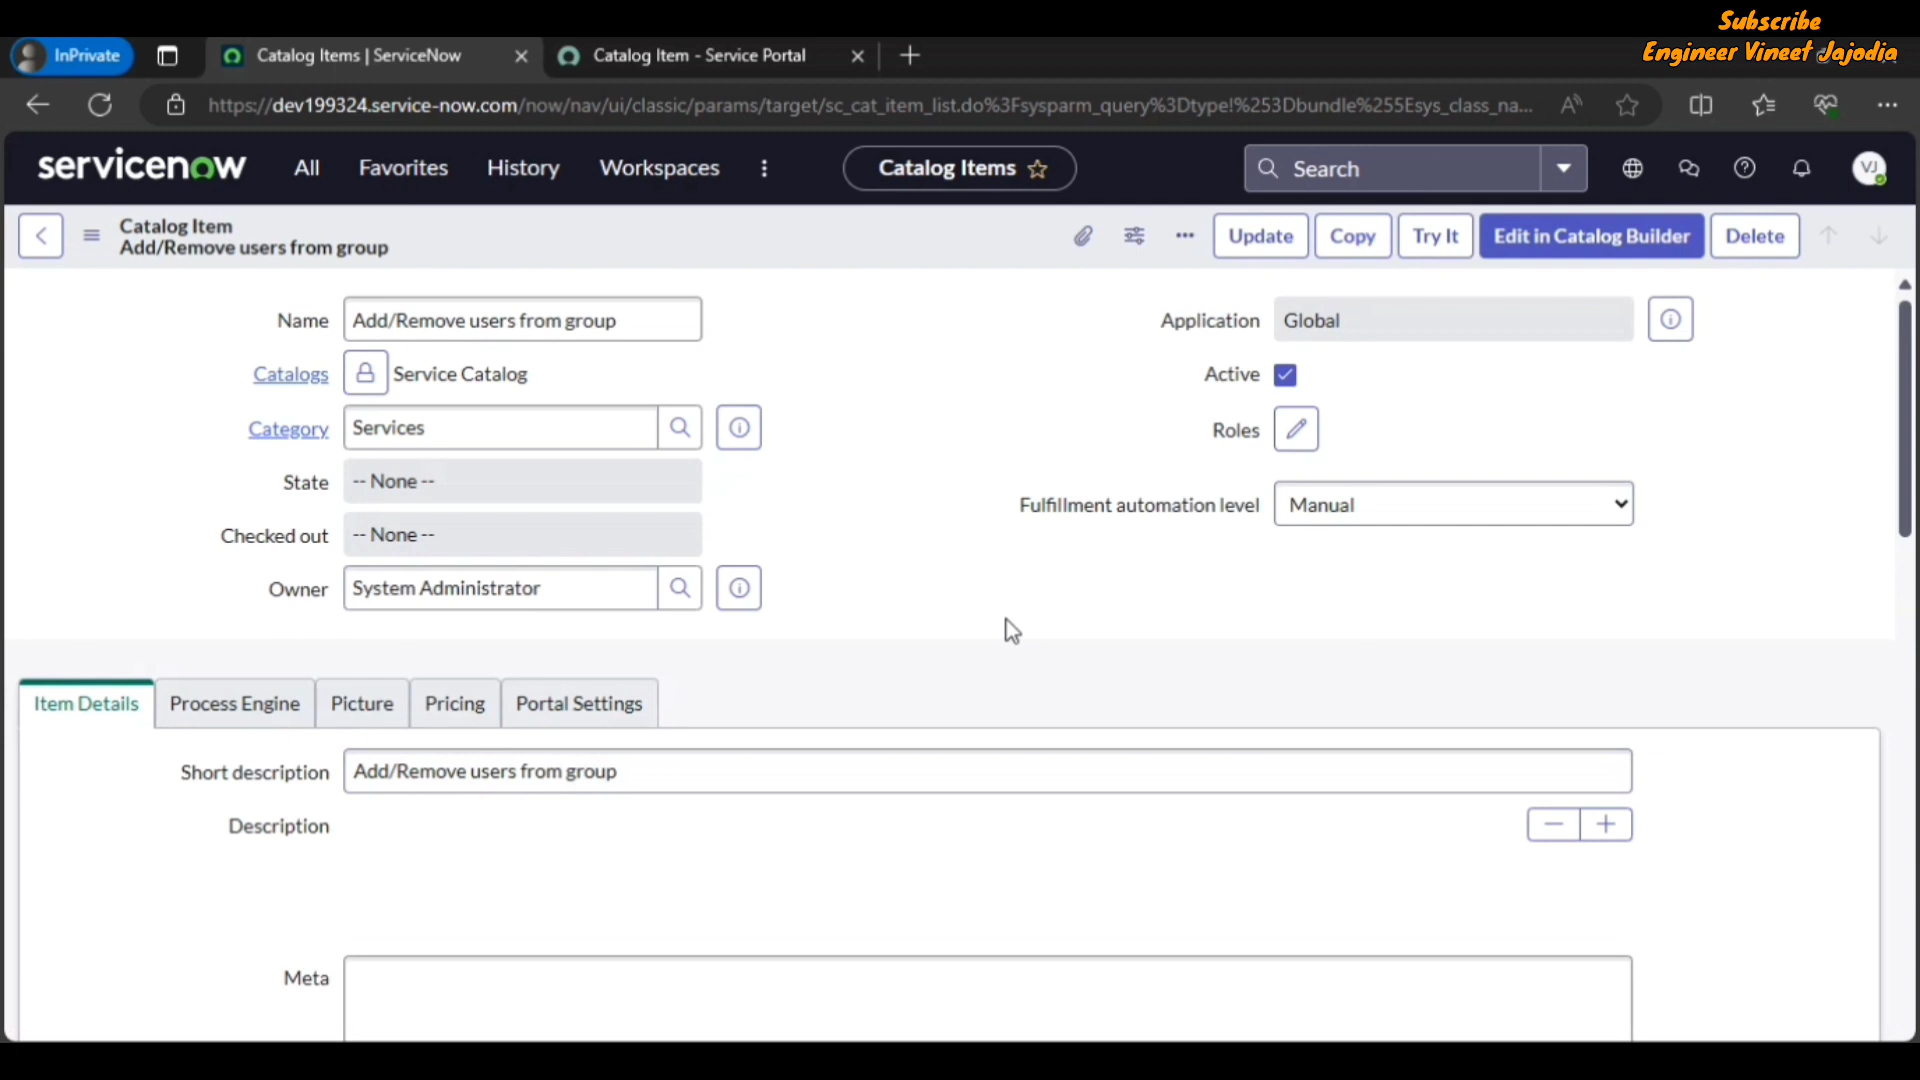 Subscribe
Engineer Vineet Jajodia
InPrivate
Catalog Items | ServiceNow
Catalog Item - Service Portal
https://dev199324.service-now.com/now/nav/ui/classic/params/target/sc_cat_item_list.do%3Fsysparm_query%3Dtype!%253Dbundle%255Esys_class_na...
servicenow
All
Favorites
History
Workspaces
Catalog Items
Search
VJ
Catalog Item
Add/Remove users from group
Update
Copy
Try It
Edit in Catalog Builder
Delete
Name
Add/Remove users from group
Application
Global
Catalogs
Service Catalog
Active
Category
Services
Roles
State
-- None --
Fulfillment automation level
Manual
Checked out
-- None --
Owner
System Administrator
Item Details
Process Engine
Picture
Pricing
Portal Settings
Short description
Add/Remove users from group
Description
Meta